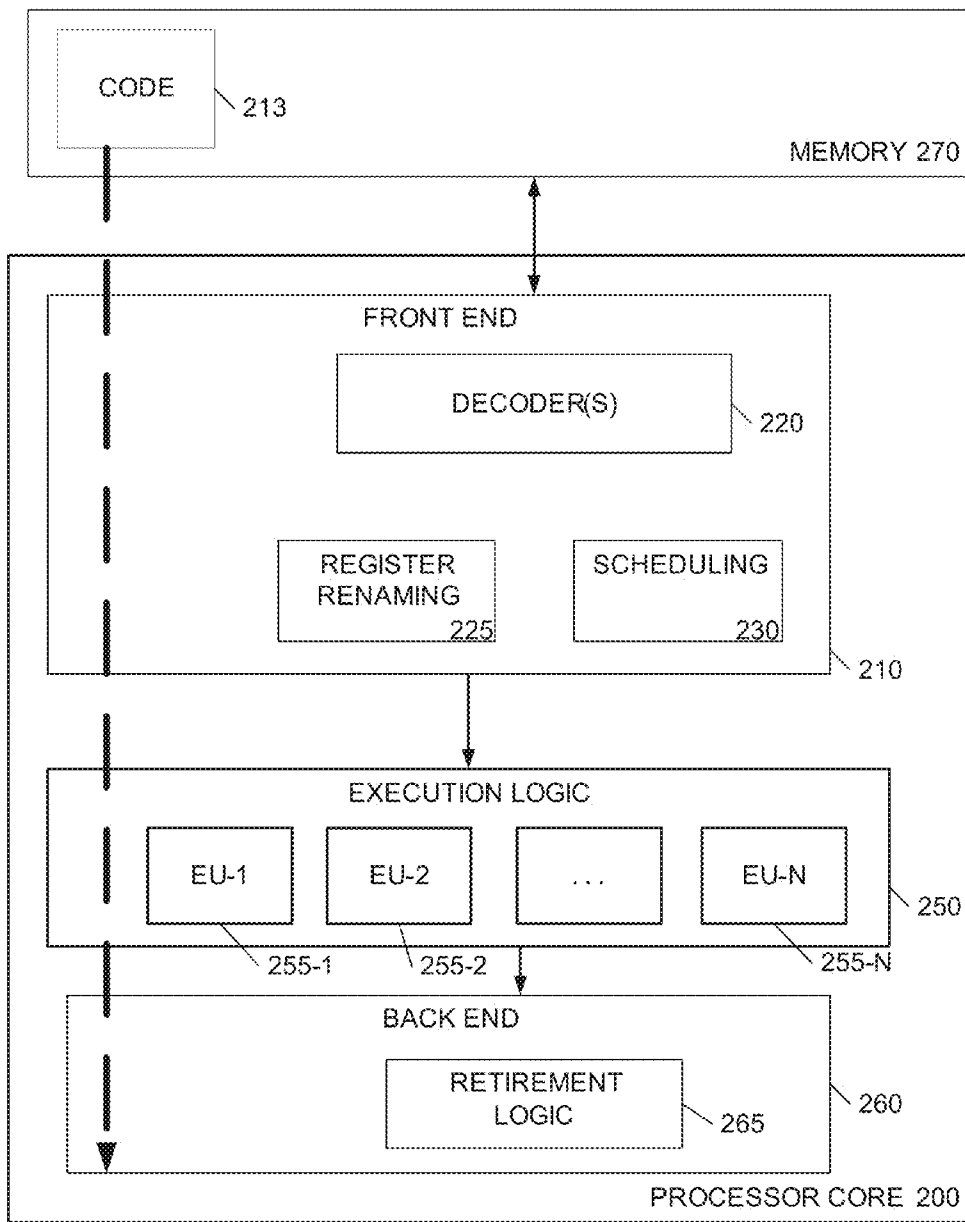 CODE
213
MEMORY 270
FRONT END
DECODER(S)
220
REGISTER
RENAMING
225
SCHEDULING
230
210
EXECUTION LOGIC
EU-1
EU-2
. . .
EU-N
250
255-1
255-2
255-N
BACK END
RETIREMENT
LOGIC
265
260
PROCESSOR CORE 200